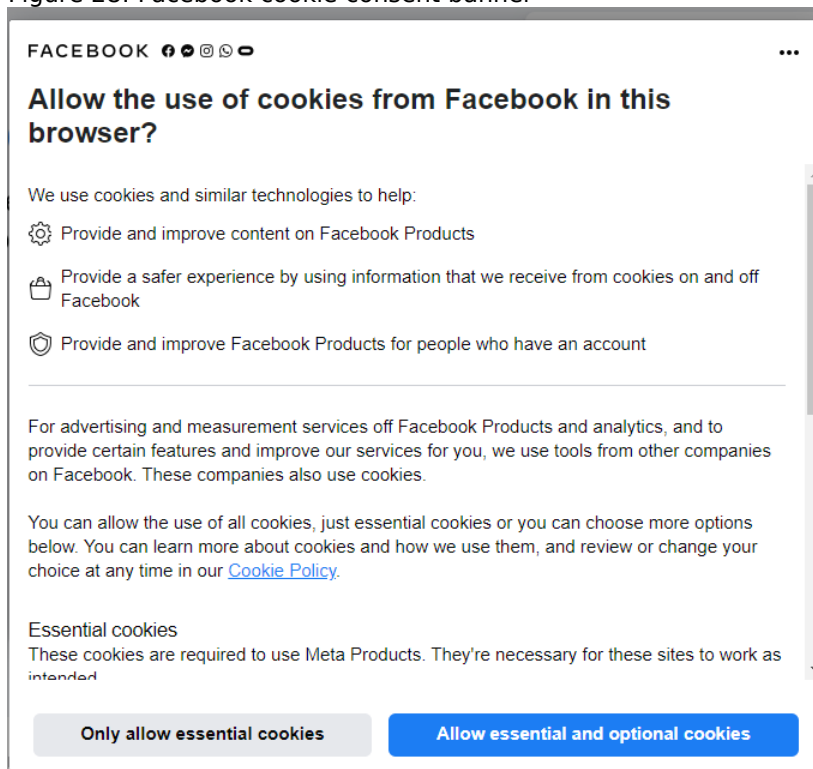 Figure 28: Facebook cookie consent banner
FACEBOOK
Allow the use of cookies from Facebook in this
browser?
We use cookies and similar technologies to help:
Provide and improve content on Facebook Products
Provide a safer experience by using information that we receive from cookies on and off
Facebook
Provide and improve Facebook Products for people who have an account
For advertising and measurement services off Facebook Products and analytics, and to
provide certain features and improve our services for you, we use tools from other companies
on Facebook. These companies also use cookies.
You can allow the use of all cookies, just essential cookies or you can choose more options
below. You can learn more about cookies and how we use them, and review or change your
choice at any time in our Cookie Policy.
Essential cookies
These cookies are required to use Meta Products. They're necessary for these sites to work as
intended
Only allow essential cookies
Allow essential and optional cookies